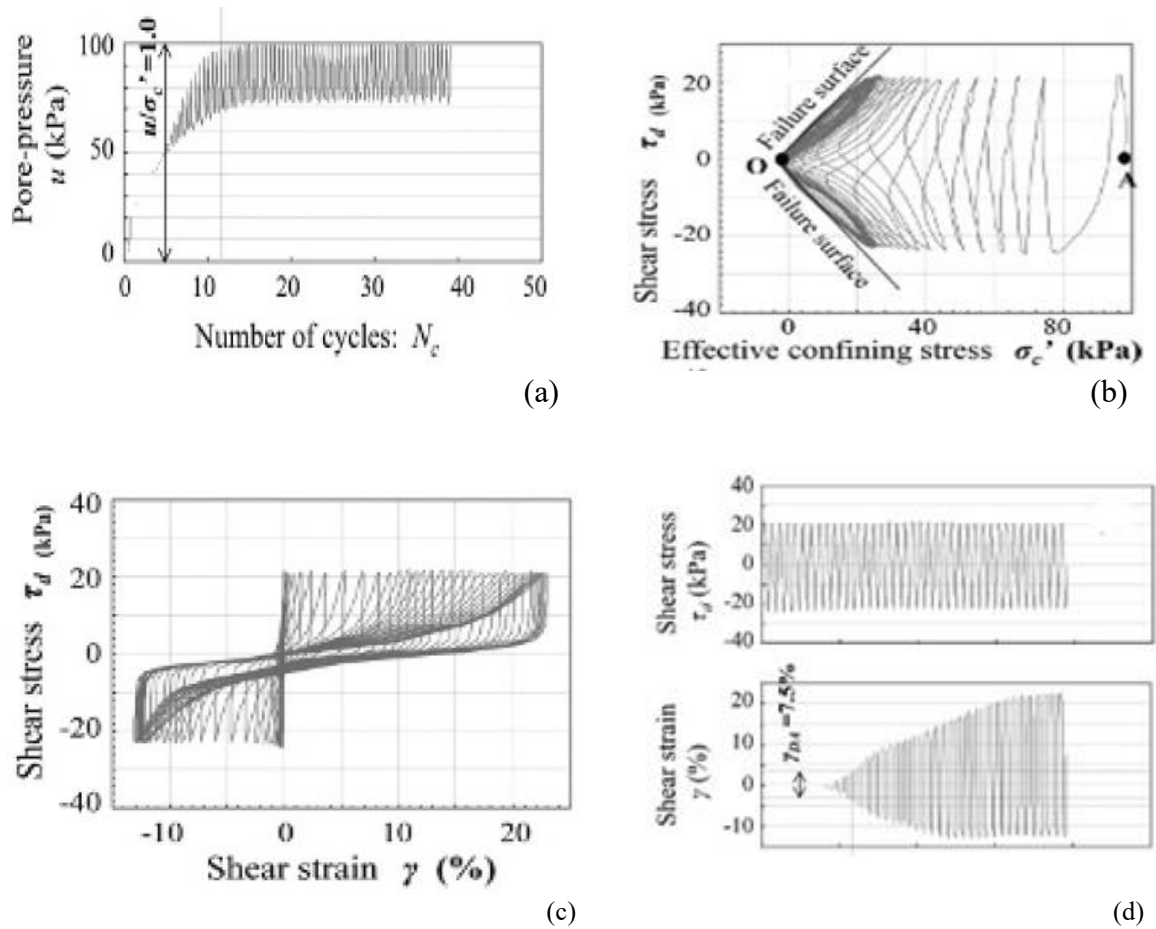 100
50
0
Pore-pressure
u (kPa)
u/σc'=1.0
0 10 20 30 40 50
Number of cycles: Nc
(a)
20
0
-20
-40
Shear stress τd (kPa)
Failure surface
O
A
Failure surface
0 40 80
Effective confining stress σc' (kPa)
(b)
40
20
0
-20
-40
Shear stress τd (kPa)
-10 0 10 20
Shear strain γ (%)
(c)
40
20
0
-20
-40
Shear stress
τd (kPa)
20
10
0
-10
Shear strain
γ (%)
γDA=7.5%
(d)